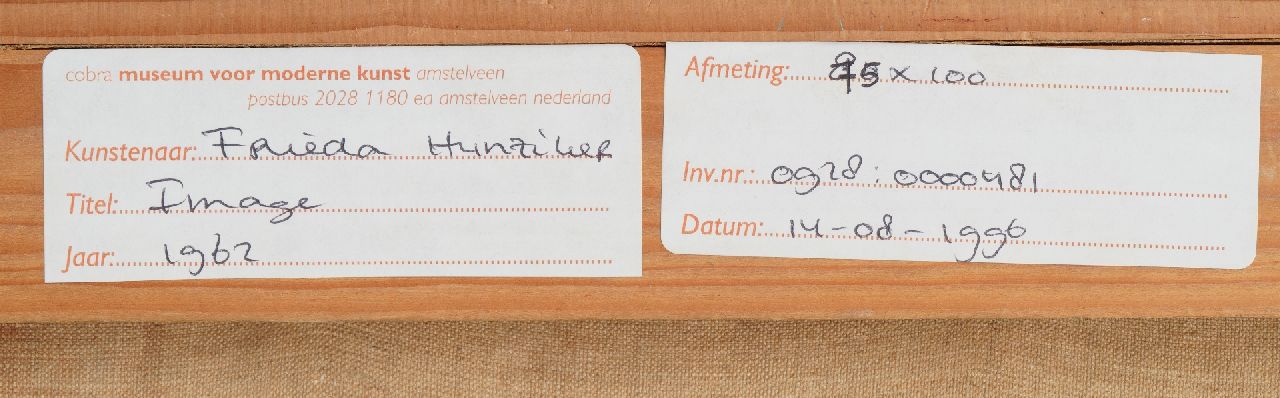 cobra museum voor moderne kunst amstelveen
postbus 2028 1180 ea amstelveen nederland
Kunstenaar: Frieda Hunziker
Titel: Image
Jaar: 1962
Afmeting: 75 x 100
Inv.nr.: 0928:0000481
Datum: 14-08-1996